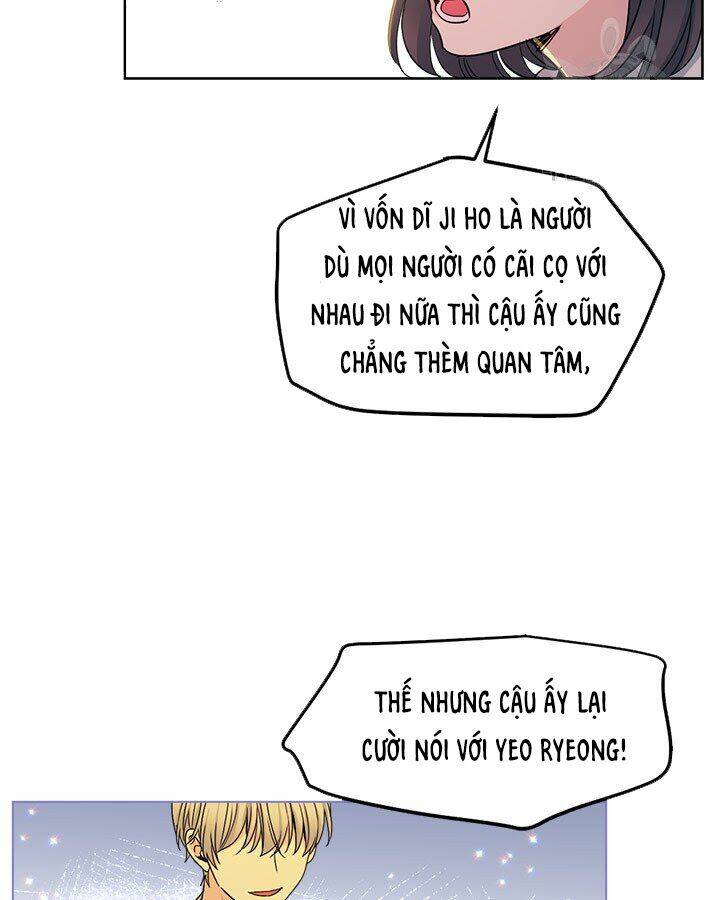 VÌ VỐN DĨ JI HO LÀ NGƯỜI
DÙ MỌI NGƯỜI CÓ CÃI CỌ VỚI
NHAU ĐI NỮA THÌ CẬU ẤY CŨNG
CHẲNG THÈM QUAN TÂM,
THẾ NHƯNG CẬU ẤY LẠI
CƯỜI NÓI VỚI YEO RYEONG!